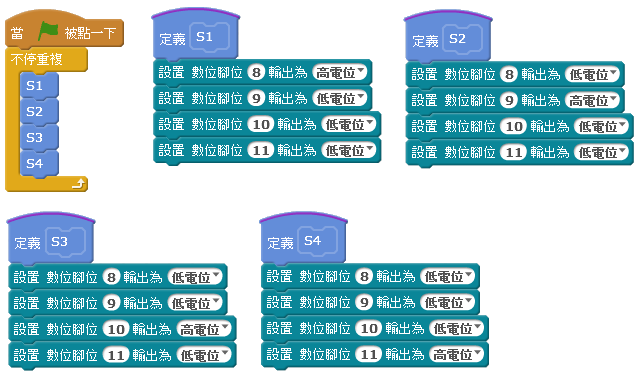 當 被點一下
不停重複
S1
S2
S3
S4
定義 S1
設置 數位腳位 8 輸出為 高電位
設置 數位腳位 9 輸出為 低電位
設置 數位腳位 10 輸出為 低電位
設置 數位腳位 11 輸出為 低電位
定義 S2
設置 數位腳位 8 輸出為 低電位
設置 數位腳位 9 輸出為 高電位
設置 數位腳位 10 輸出為 低電位
設置 數位腳位 11 輸出為 低電位
定義 S3
設置 數位腳位 8 輸出為 低電位
設置 數位腳位 9 輸出為 低電位
設置 數位腳位 10 輸出為 高電位
設置 數位腳位 11 輸出為 低電位
定義 S4
設置 數位腳位 8 輸出為 低電位
設置 數位腳位 9 輸出為 低電位
設置 數位腳位 10 輸出為 低電位
設置 數位腳位 11 輸出為 高電位